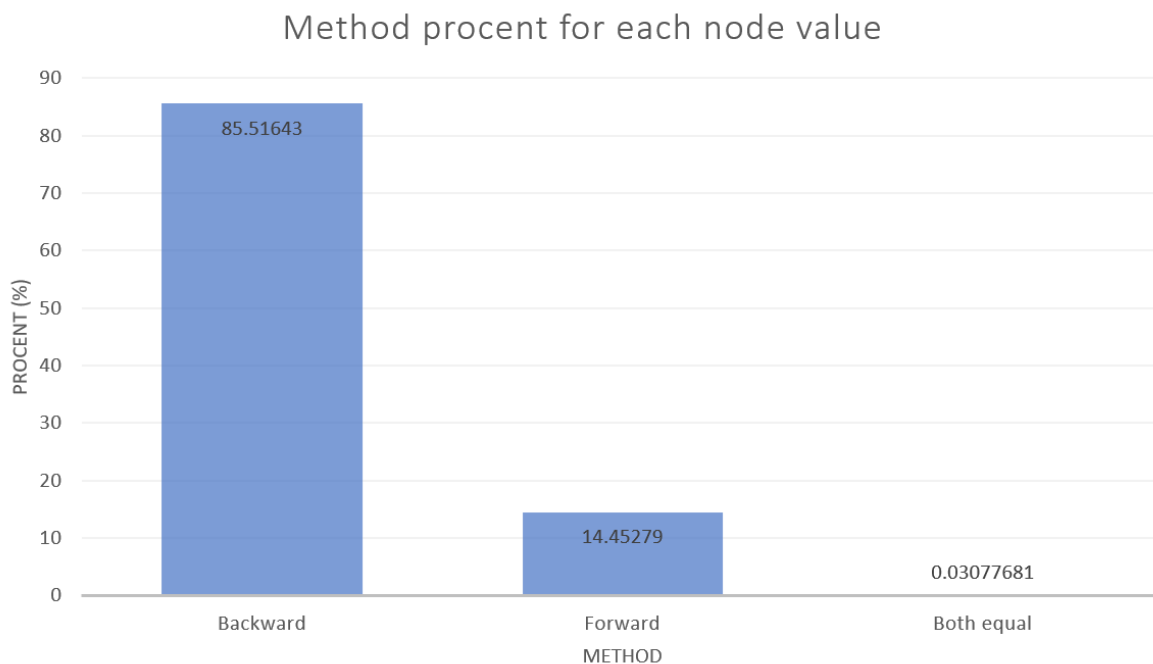 Method procent for each node value
PROCENT (%)
90
80
70
60
50
40
30
20
10
0
85.51643
14.45279
0.03077681
Backward
Forward
Both equal
METHOD